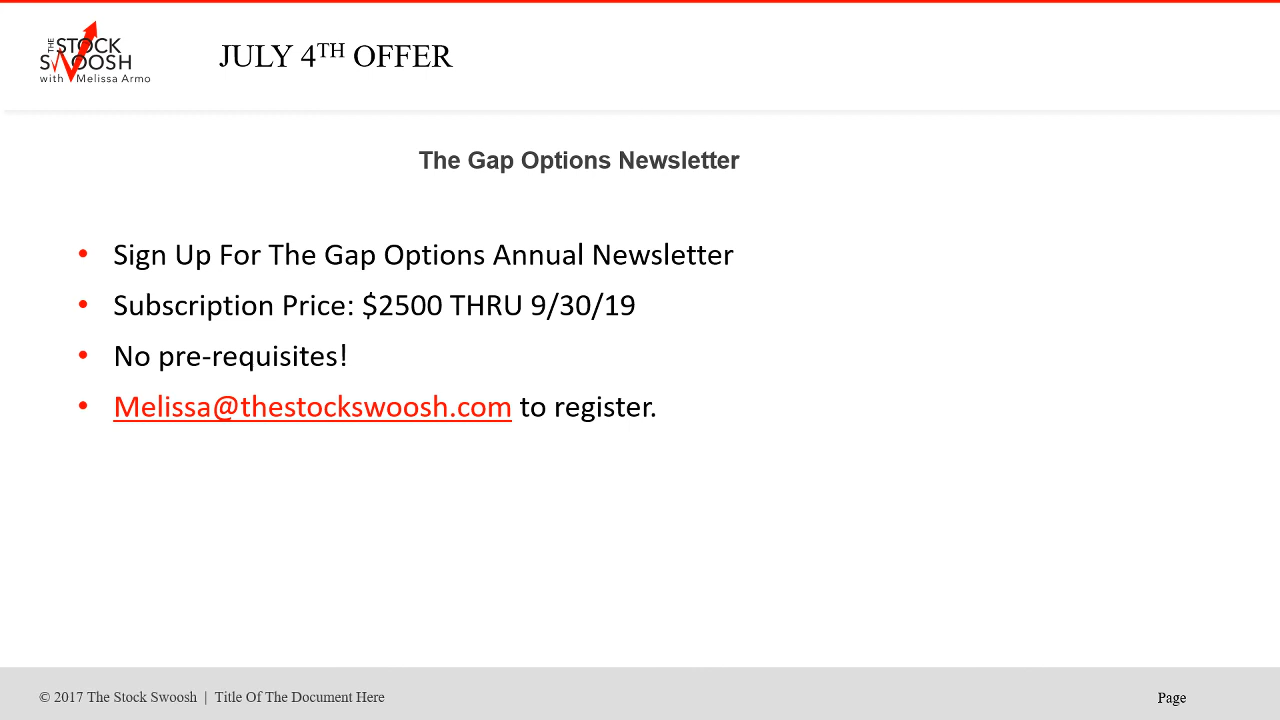 THE STOCK
SWOOSH
with Melissa Armo
JULY 4TH OFFER
The Gap Options Newsletter
• Sign Up For The Gap Options Annual Newsletter
• Subscription Price: $2500 THRU 9/30/19
• No pre-requisites!
• Melissa@thestockswoosh.com to register.
© 2017 The Stock Swoosh | Title Of The Document Here
Page